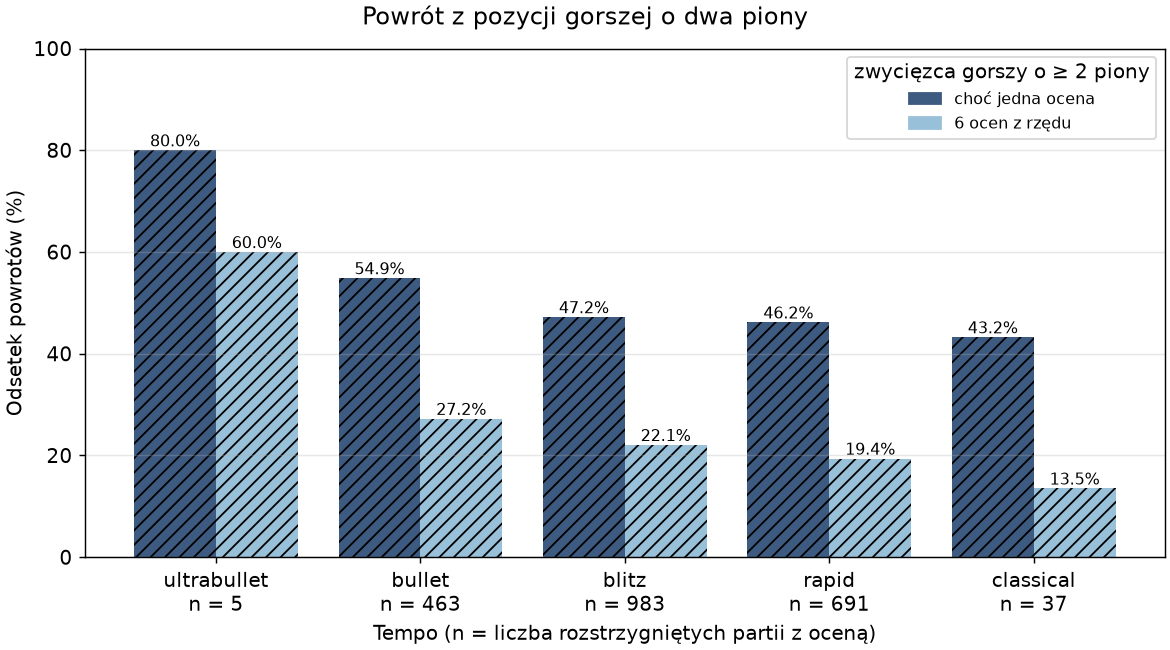 Powrót z pozycji gorszej o dwa piony
Odsetek powrotów (%)
100
80
60
40
20
0
zwycięzca gorszy o ≥ 2 piony
choć jedna ocena
6 ocen z rzędu
80.0%
60.0%
54.9%
27.2%
47.2%
22.1%
46.2%
19.4%
43.2%
13.5%
ultrabullet
n = 5
bullet
n = 463
blitz
n = 983
rapid
n = 691
classical
n = 37
Tempo (n = liczba rozstrzygniętych partii z oceną)